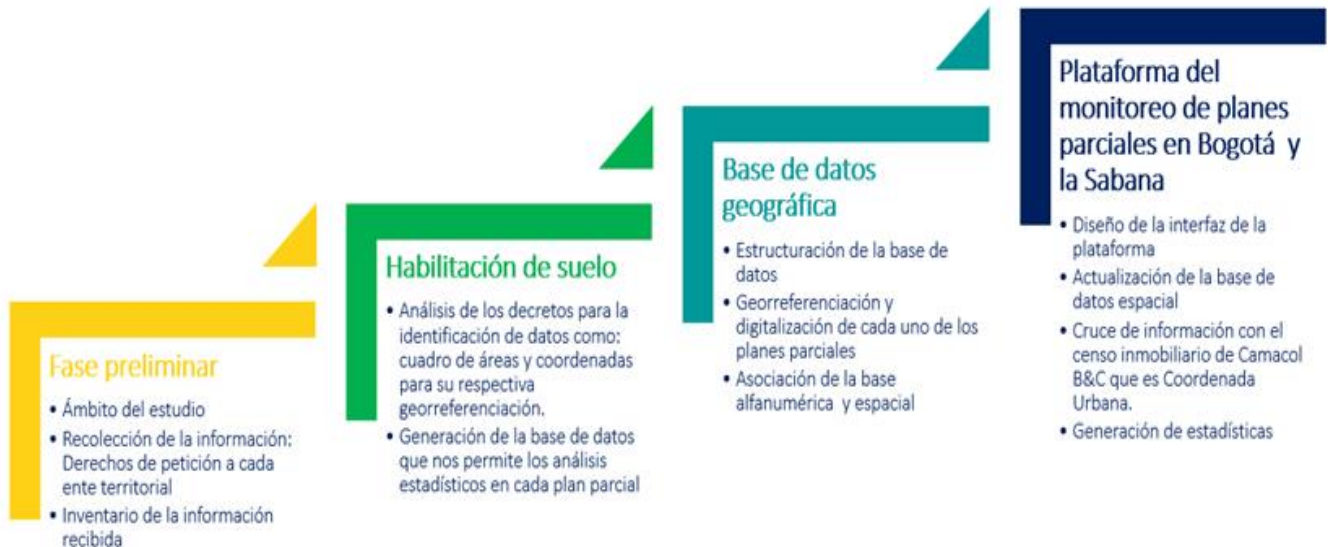 Fase preliminar
• Ámbito del estudio
• Recolección de la información:
Derechos de petición a cada
ente territorial
• Inventario de la información
recibida
Habilitación de suelo
• Análisis de los decretos para la
identificación de datos como:
cuadro de áreas y coordenadas
para su respectiva
georreferenciación.
• Generación de la base de datos
que nos permite los análisis
estadísticos en cada plan parcial
Base de datos
geográfica
• Estructuración de la base de
datos
• Georreferenciación y
digitalización de cada uno de los
planes parciales
• Asociación de la base
alfanumérica y espacial
Plataforma del
monitoreo de planes
parciales en Bogotá y
la Sabana
• Diseño de la interfaz de la
plataforma
• Actualización de la base de
datos espacial
• Cruce de información con el
censo inmobiliario de Camacol
B&C que es Coordenada
Urbana.
• Generación de estadísticas